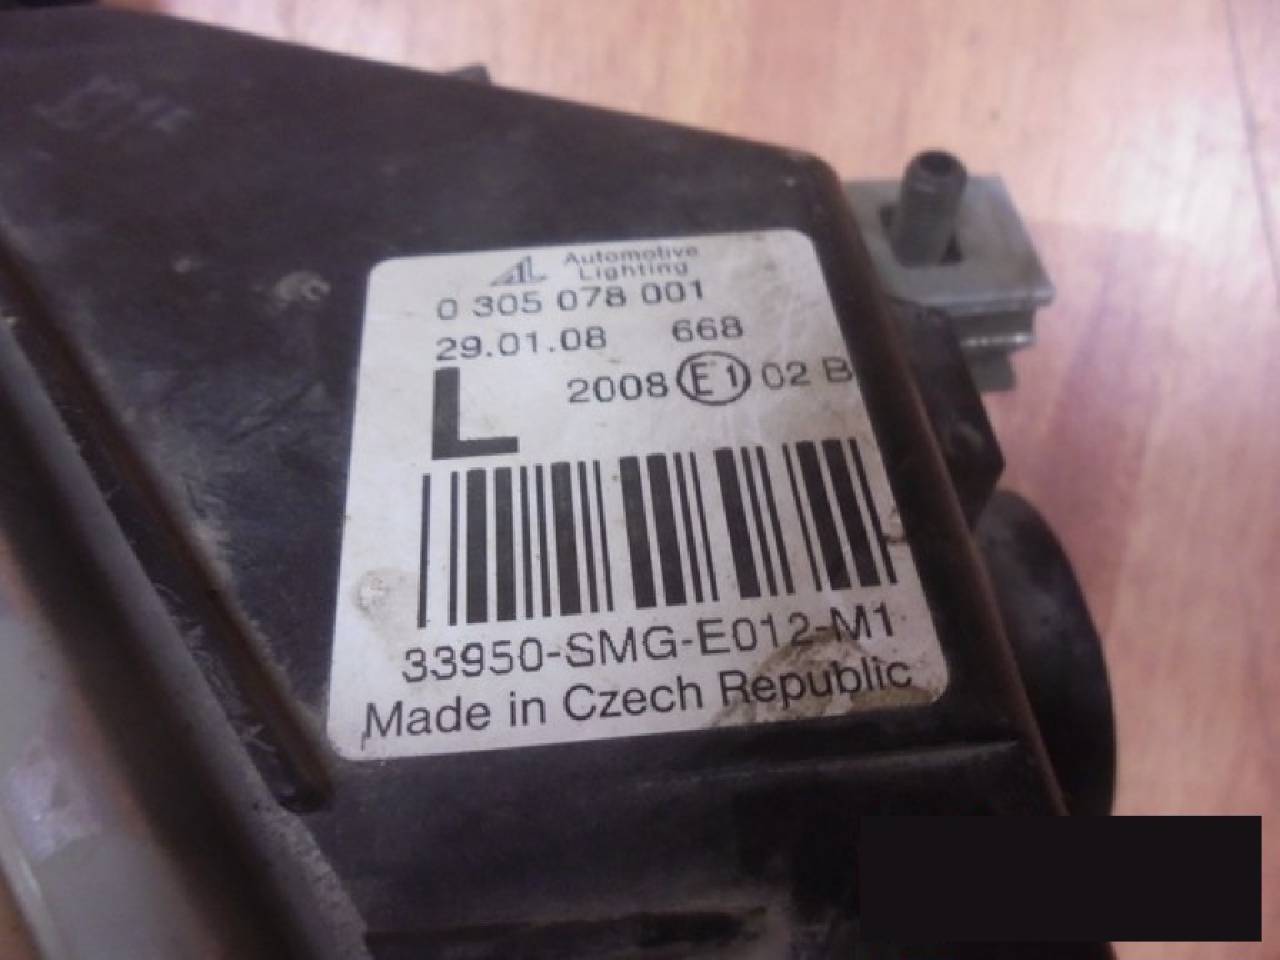 AL Automotive
Lighting
0 305 078 001
29.01.08 668
L 2008 E1 02 B
33950-SMG-E012-M1
Made in Czech Republic